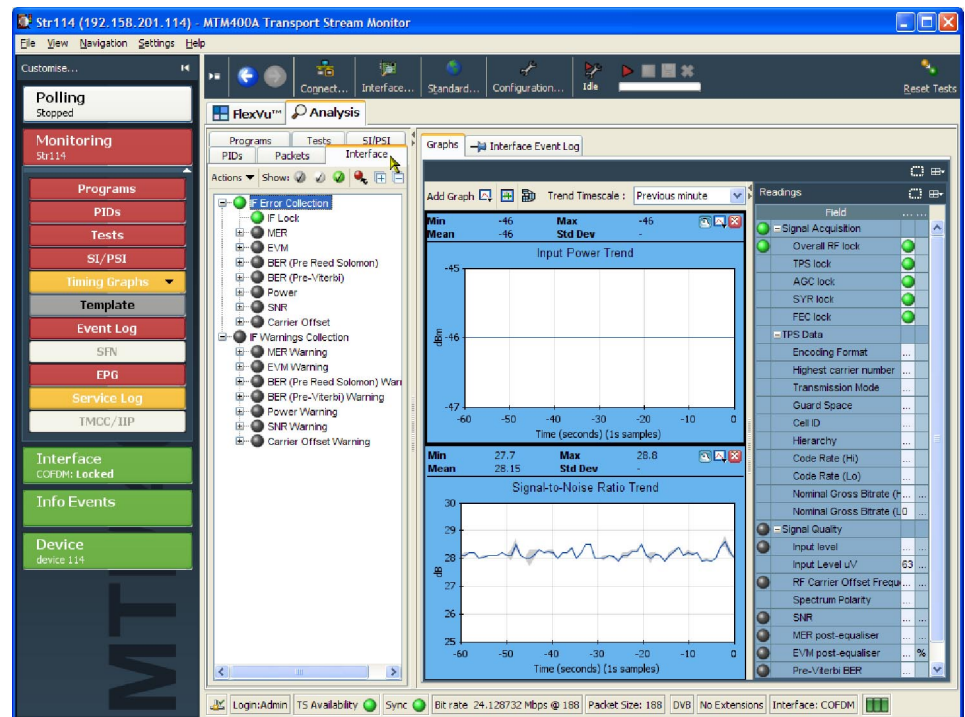 Str114 (192.158.201.114) - MTM400A Transport Stream Monitor
File View Navigation Settings Help
Customise...
Polling
Stopped
Monitoring
Str114
Programs
PIDs
Tests
SI/PSI
Timing Graphs
Template
Event Log
SFN
EPG
Service Log
TMCC/IIP
Interface
COFDM: Locked
Info Events
Device
device 114
MTM
Connect... Interface... Standard... Configuration... Idle Reset Tests
FlexVu™ Analysis
Programs Tests SI/PSI
PIDs Packets Interface
Actions Show:
IF Error Collection
IF Lock
MER
EVM
BER (Pre Reed Solomon)
BER (Pre-Viterbi)
Power
SNR
Carrier Offset
IF Warnings Collection
MER Warning
EVM Warning
BER (Pre Reed Solomon) Warn
BER (Pre-Viterbi) Warning
Power Warning
SNR Warning
Carrier Offset Warning
Graphs Interface Event Log
Add Graph Trend Timescale : Previous minute
Min -46 Max -46
Mean -46 Std Dev -
Input Power Trend
-45
-46
-47
dBm
-60 -50 -40 -30 -20 -10 0
Time (seconds) (1s samples)
Min 27.7 Max 28.8
Mean 28.15 Std Dev -
Signal-to-Noise Ratio Trend
30
29
28
27
26
25
dB
-60 -50 -40 -30 -20 -10 0
Time (seconds) (1s samples)
Readings
Field ... ...
Signal Acquisition
Overall RF lock
TPS lock
AGC lock
SYR lock
FEC lock
TPS Data
Encoding Format ...
Highest carrier number ...
Transmission Mode ...
Guard Space ...
Cell ID ...
Hierarchy ...
Code Rate (Hi) ...
Code Rate (Lo) ...
Nominal Gross Bitrate (H... ...
Nominal Gross Bitrate (L 0 ...
Signal Quality
Input level ... ...
Input Level uV 63 ...
RF Carrier Offset Freque ... ...
Spectrum Polarity ...
SNR ... ...
MER post-equaliser ... ...
EVM post-equaliser ... %
Pre-Viterbi BER ...
Login:Admin TS Availability Sync Bit rate 24.128732 Mbps @ 188 Packet Size: 188 DVB No Extensions Interface: COFDM